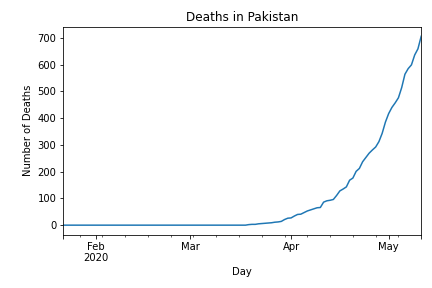 Deaths in Pakistan
700
600
500
400
300
200
100
0
Number of Deaths
Feb
2020
Mar
Apr
May
Day